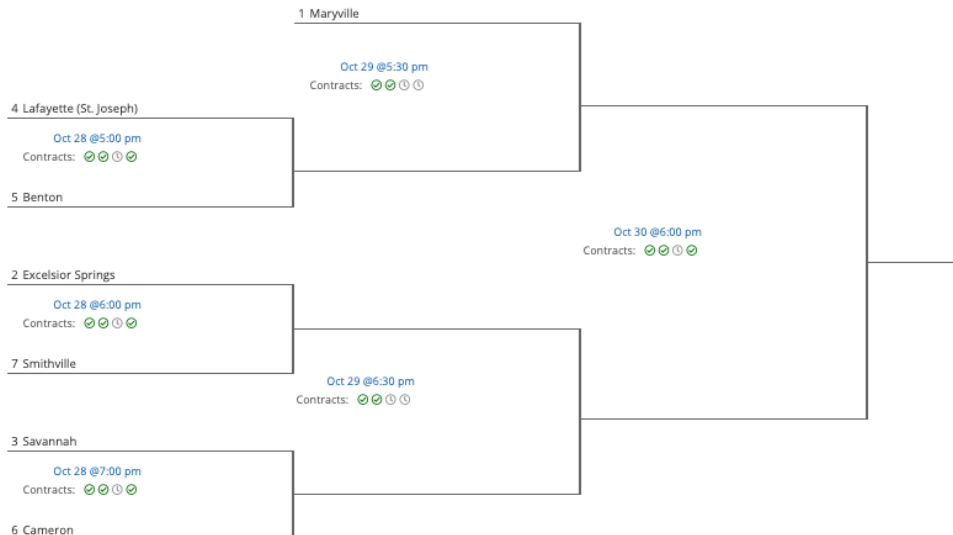 1 Maryville
Oct 29 @5:30 pm
Contracts:
4 Lafayette (St. Joseph)
Oct 28 @5:00 pm
Contracts:
5 Benton
Oct 30 @6:00 pm
Contracts:
2 Excelsior Springs
Oct 28 @6:00 pm
Contracts:
7 Smithville
Oct 29 @6:30 pm
Contracts:
3 Savannah
Oct 28 @7:00 pm
Contracts:
6 Cameron